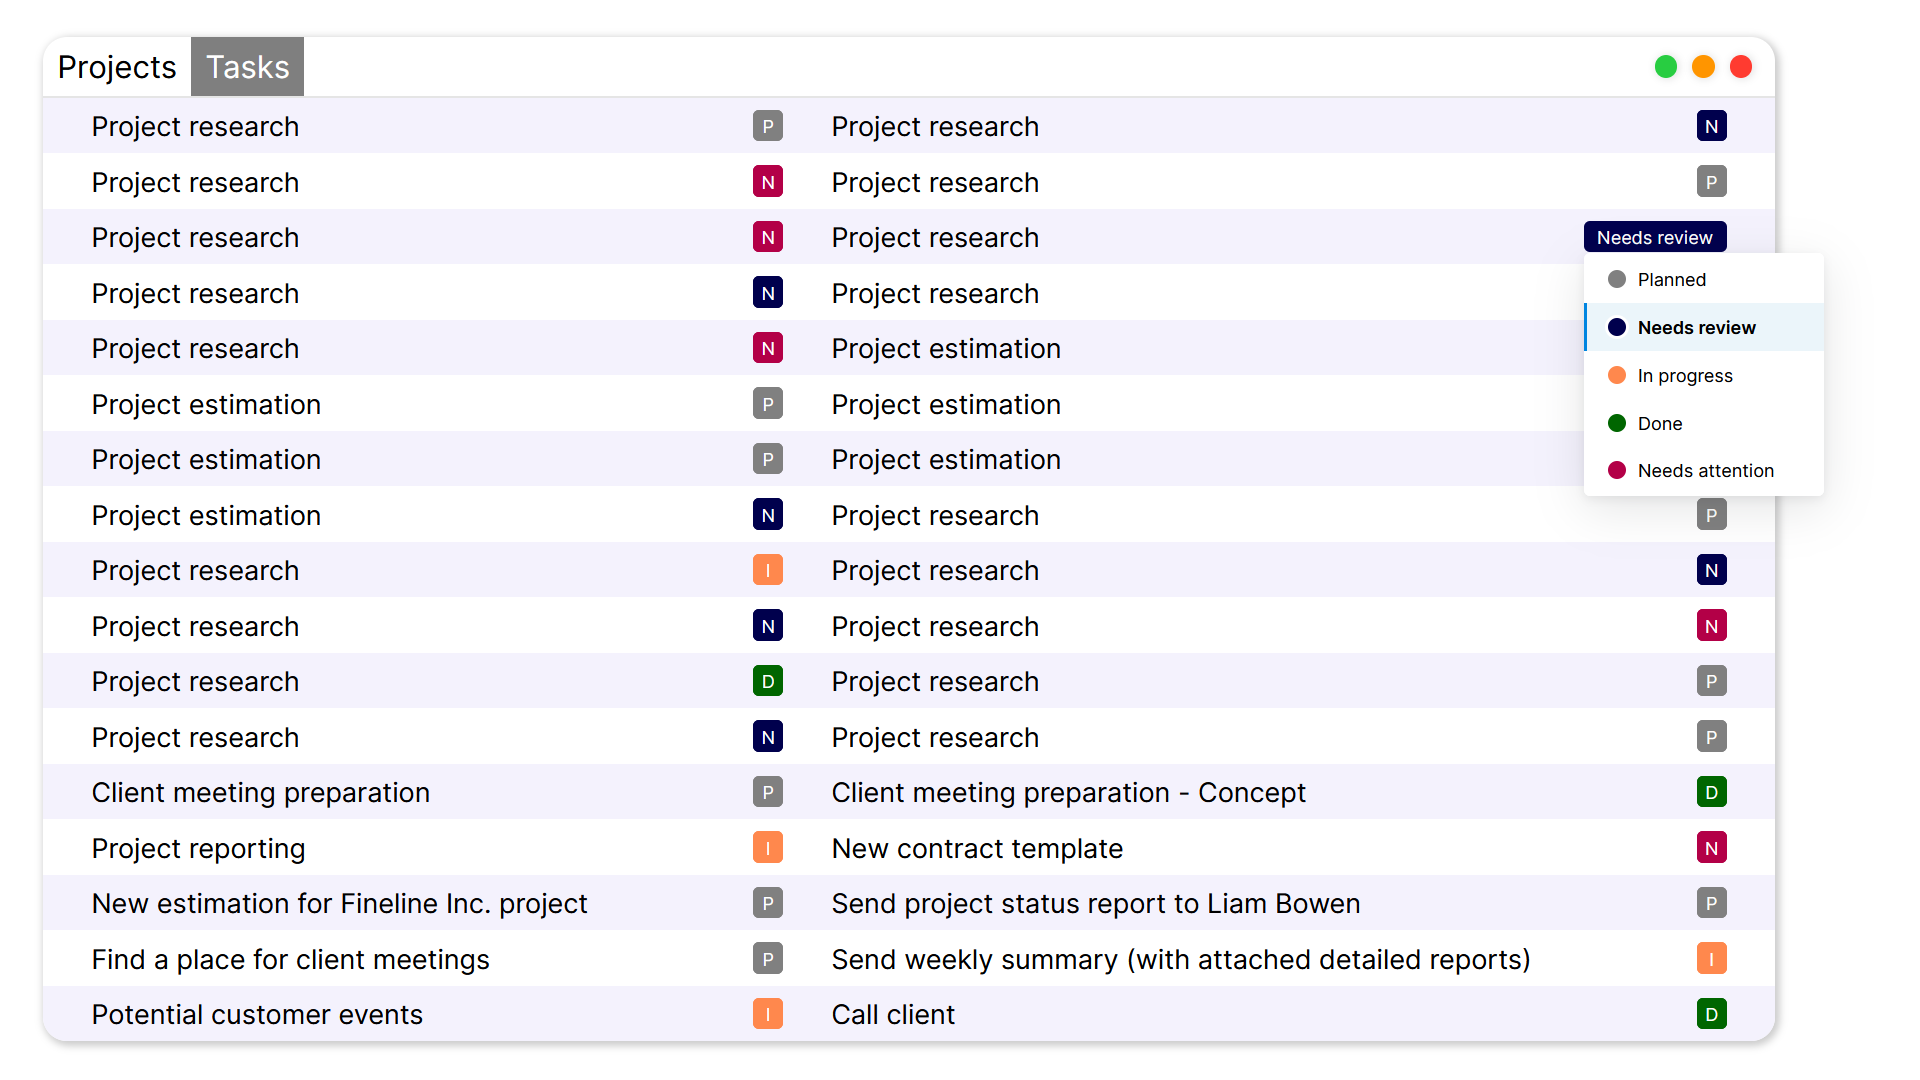 Projects Tasks
Project research P Project research N
Project research N Project research P
Project research N Project research Needs review
Project research N Project research
Project research N Project estimation
Project estimation P Project estimation
Project estimation P Project estimation
Project estimation N Project research P
Planned
Needs review
In progress
Done
Needs attention
Project research I Project research N
Project research N Project research N
Project research D Project research P
Project research N Project research P
Client meeting preparation P Client meeting preparation - Concept D
Project reporting I New contract template N
New estimation for Fineline Inc. project P Send project status report to Liam Bowen P
Find a place for client meetings P Send weekly summary (with attached detailed reports) I
Potential customer events I Call client D